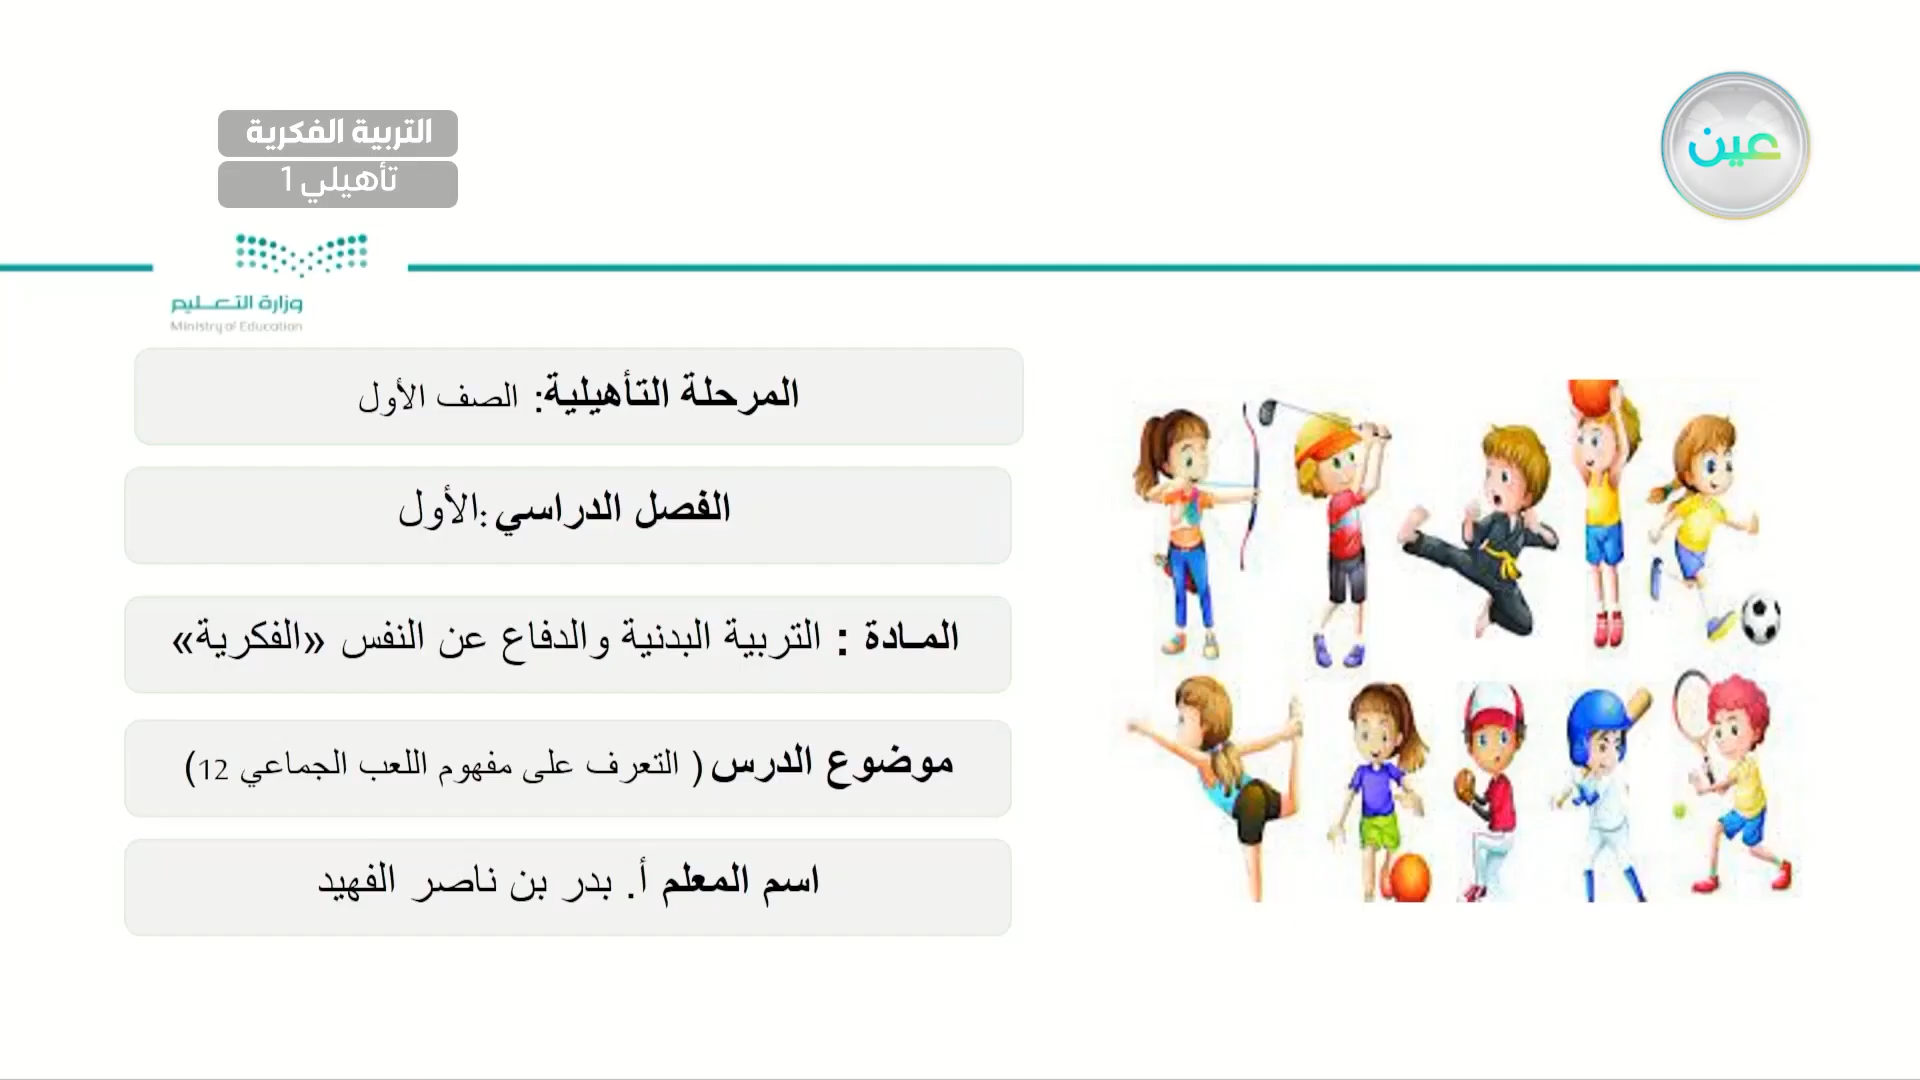 عين
التربية الفكرية
تأهيلي 1
وزارة التعليم
Ministry of Education
المرحلة التأهيلية: الصف الأول
الفصل الدراسي :الأول
المـادة : التربية البدنية والدفاع عن النفس «الفكرية»
موضوع الدرس ( التعرف على مفهوم اللعب الجماعي 12)
اسم المعلم أ. بدر بن ناصر الفهيد